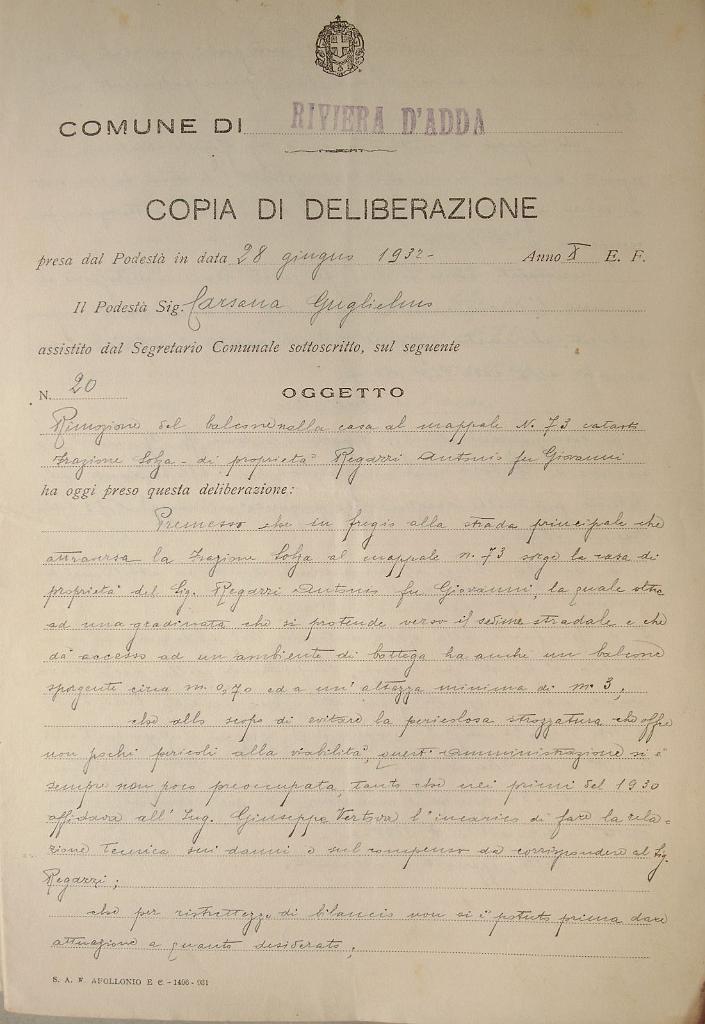 COMUNE DI RIVIERA D'ADDA
COPIA DI DELIBERAZIONE
presa dal Podestà in data 28 giugno 1932- Anno X E. F.
Il Podestà Sig. Carsana Guglielmo
assistito dal Segretario Comunale sottoscritto, sul seguente
N. 20 OGGETTO
Rimozione del balcone nella casa al mappale N. 73 catasto
Frazione Solza - di proprietà Regazzi Antonio fu Giovanni
ha oggi preso questa deliberazione:
Premesso che in fregio alla strada principale che
attraversa la Frazione Solza al mappale n. 73 sorge la casa di
proprietà del Sig. Regazzi Antonio fu Giovanni, la quale oltre
ad una gradinata che si protende verso il sedime stradale e che
dà accesso ad un ambiente di bottega ha anche un balcone
sporgente circa m. 0,70 ed a un'altezza minima di m. 3;
che allo scopo di evitare la pericolosa strozzatura che offre
non pochi pericoli alla viabilità, quest'Amministrazione si è
sempre non poco preoccupata, tanto che nei primi del 1930
affidava all'Ing. Giuseppe Vertova l'incarico di fare la rela-
zione tecnica sui danni e sul compenso da corrispondere al Sig.
Regazzi;
che per ristrettezze di bilancio non si è potuto prima dare
attuazione a quanto desiderato;
S. A. F. APOLLONIO E C. - 1406 - 931